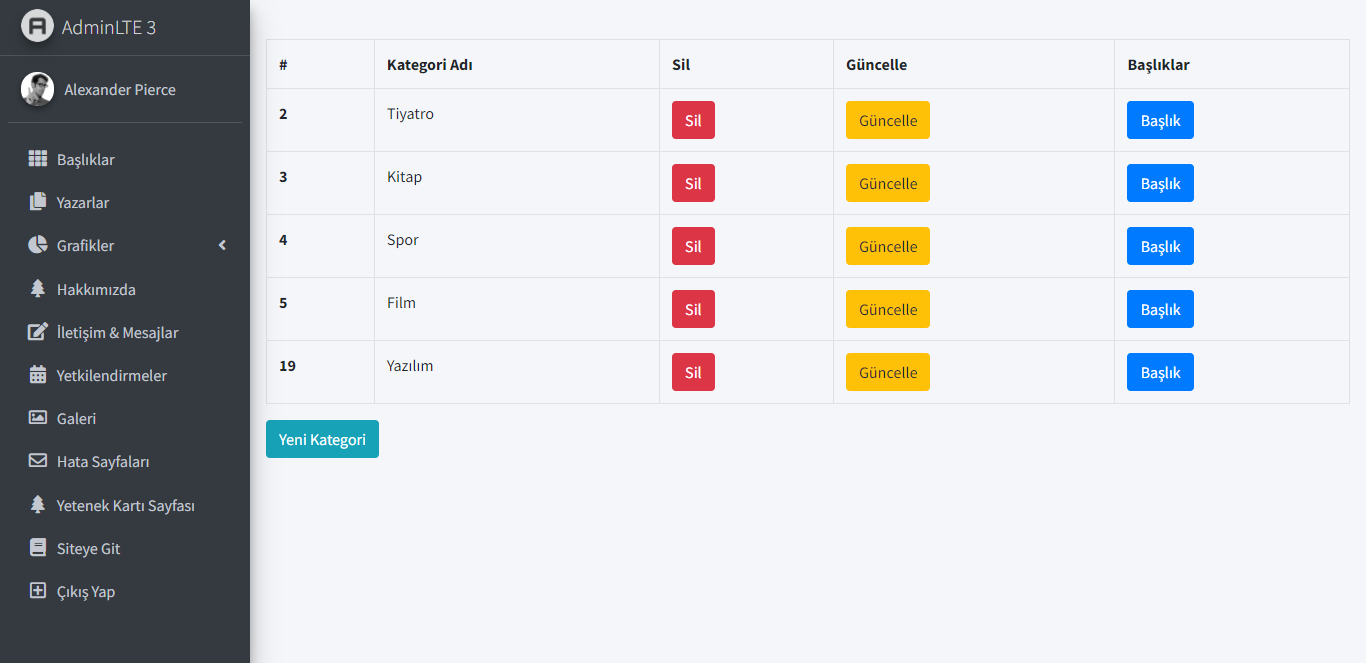 AdminLTE 3
Alexander Pierce
Başlıklar
Yazarlar
Grafikler
Hakkımızda
İletişim & Mesajlar
Yetkilendirmeler
Galeri
Hata Sayfaları
Yetenek Kartı Sayfası
Siteye Git
Çıkış Yap
# Kategori Adı Sil Güncelle Başlıklar
2 Tiyatro Sil Güncelle Başlık
3 Kitap Sil Güncelle Başlık
4 Spor Sil Güncelle Başlık
5 Film Sil Güncelle Başlık
19 Yazılım Sil Güncelle Başlık
Yeni Kategori